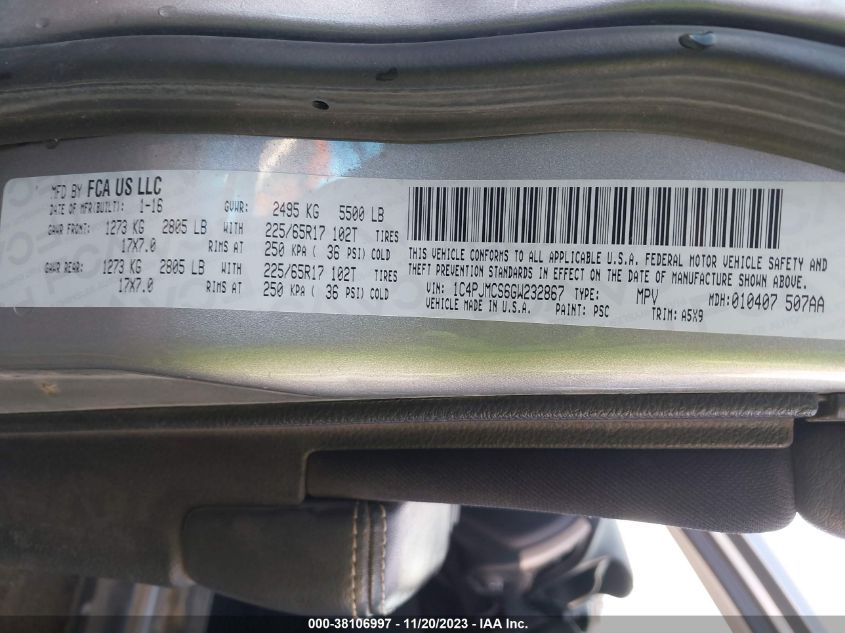 MFD BY FCA US LLC
DATE OF MFR(BUILT): 1-16 GVWR: 2495 KG 5500 LB
GAWR FRONT: 1273 KG 2805 LB WITH 225/65R17 102T TIRES
17X7.0 RIMS AT 250 KPA ( 36 PSI) COLD
GAWR REAR: 1273 KG 2805 LB WITH 225/65R17 102T TIRES
17X7.0 RIMS AT 250 KPA ( 36 PSI) COLD
THIS VEHICLE CONFORMS TO ALL APPLICABLE U.S.A. FEDERAL MOTOR VEHICLE SAFETY AND
THEFT PREVENTION STANDARDS IN EFFECT ON THE DATE OF MANUFACTURE SHOWN ABOVE.
VIN: 1C4PJMCS6GW232867 TYPE: MPV MDH:010407 507AA
VEHICLE MADE IN U.S.A. PAINT: PSC TRIM: A5X9
000-38106997 - 11/20/2023 - IAAI.COM